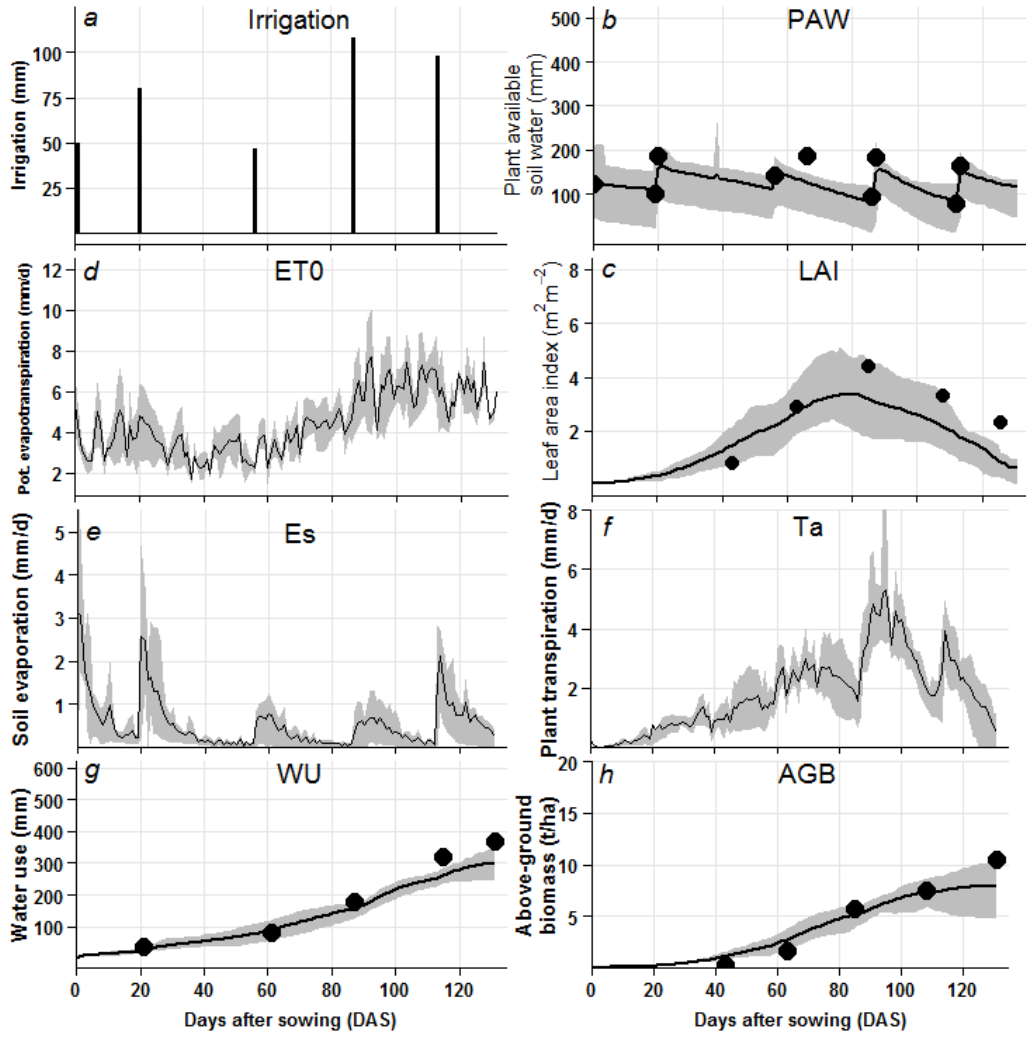 a
Irrigation
Irrigation (mm)
100
75
50
25
b
PAW
Plant available
soil water (mm)
500
400
300
200
100
d
ET0
Pot. evapotranspiration (mm/d)
12
10
8
6
4
2
c
LAI
Leaf area index (m²m⁻²)
8
6
4
2
e
Es
Soil evaporation (mm/d)
5
4
3
2
1
f
Ta
Plant transpiration (mm/d)
8
6
4
2
g
WU
Water use (mm)
600
500
400
300
200
100
0 20 40 60 80 100 120
Days after sowing (DAS)
h
AGB
Above-ground
biomass (t/ha)
20
15
10
5
0 20 40 60 80 100 120
Days after sowing (DAS)